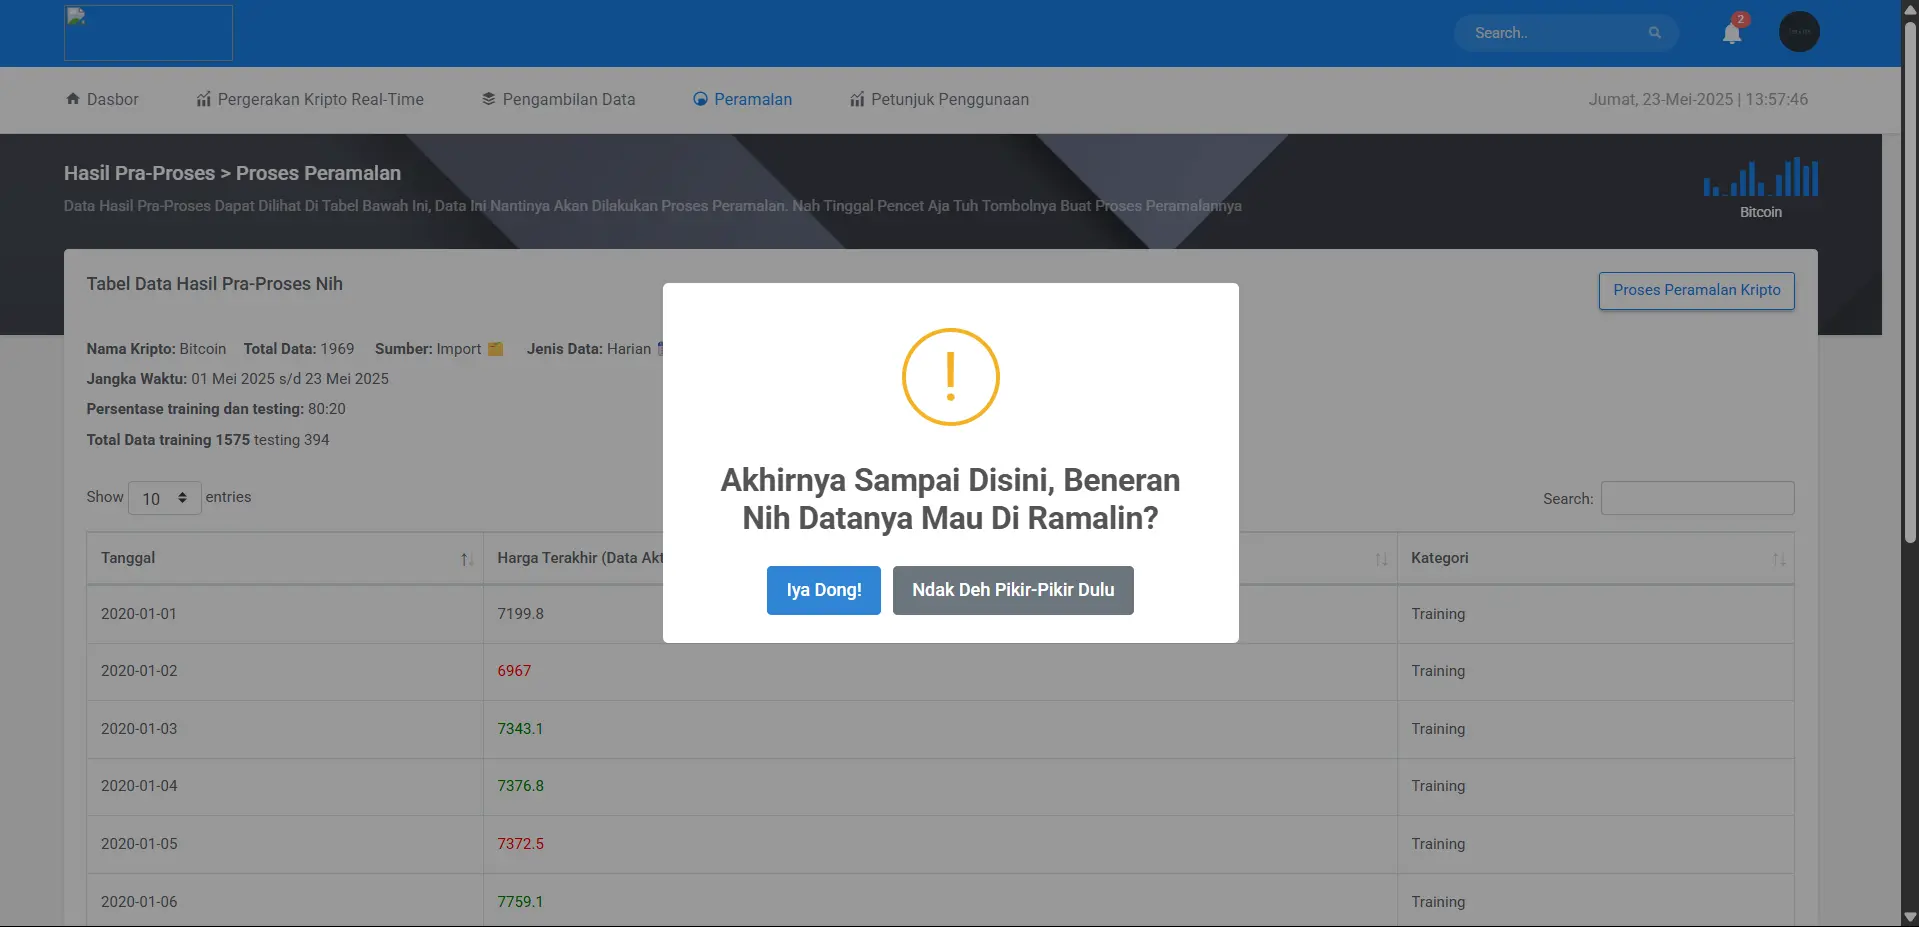 Search..
2
Dasbor
Pergerakan Kripto Real-Time
Pengambilan Data
Peramalan
Petunjuk Penggunaan
Jumat, 23-Mei-2025 | 13:57:46
Hasil Pra-Proses > Proses Peramalan
Data Hasil Pra-Proses Dapat Dilihat Di Tabel Bawah Ini, Data Ini Nantinya Akan Dilakukan Proses Peramalan. Nah Tinggal Pencet Aja Tuh Tombolnya Buat Proses Peramalannya
Bitcoin
Tabel Data Hasil Pra-Proses Nih
Proses Peramalan Kripto
Nama Kripto: Bitcoin Total Data: 1969 Sumber: Import Jenis Data: Harian
Jangka Waktu: 01 Mei 2025 s/d 23 Mei 2025
Persentase training dan testing: 80:20
Total Data training 1575 testing 394
Akhirnya Sampai Disini, Beneran
Nih Datanya Mau Di Ramalin?
Iya Dong!
Ndak Deh Pikir-Pikir Dulu
Show 10 entries
Search:
Tanggal Harga Terakhir (Data Akt Kategori
2020-01-01 7199.8 Training
2020-01-02 6967 Training
2020-01-03 7343.1 Training
2020-01-04 7376.8 Training
2020-01-05 7372.5 Training
2020-01-06 7759.1 Training